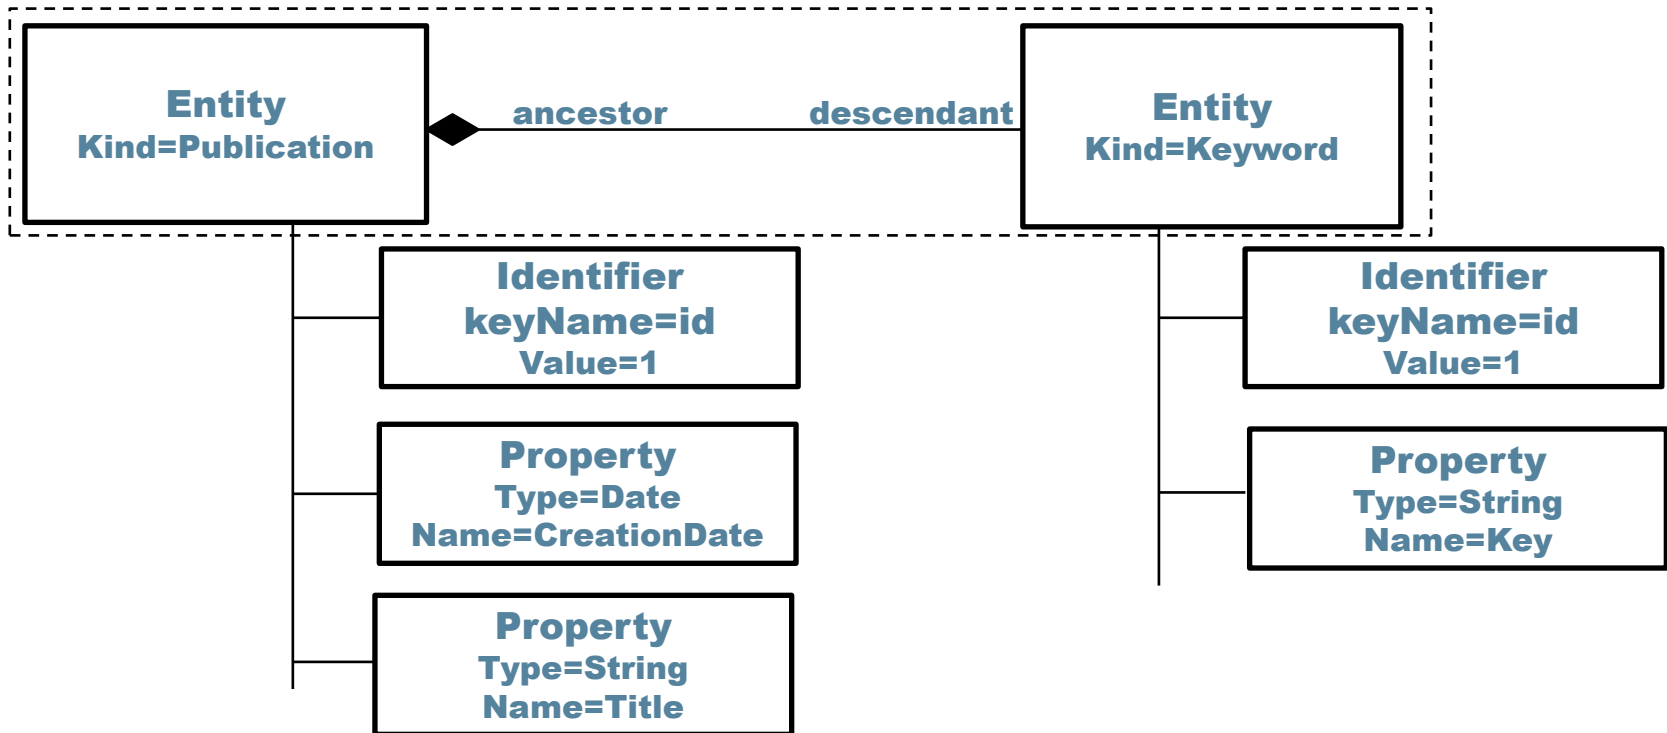 Entity
Kind=Publication
ancestor
descendant
Entity
Kind=Keyword
Identifier
keyName=id
Value=1
Property
Type=Date
Name=CreationDate
Property
Type=String
Name=Title
Identifier
keyName=id
Value=1
Property
Type=String
Name=Key